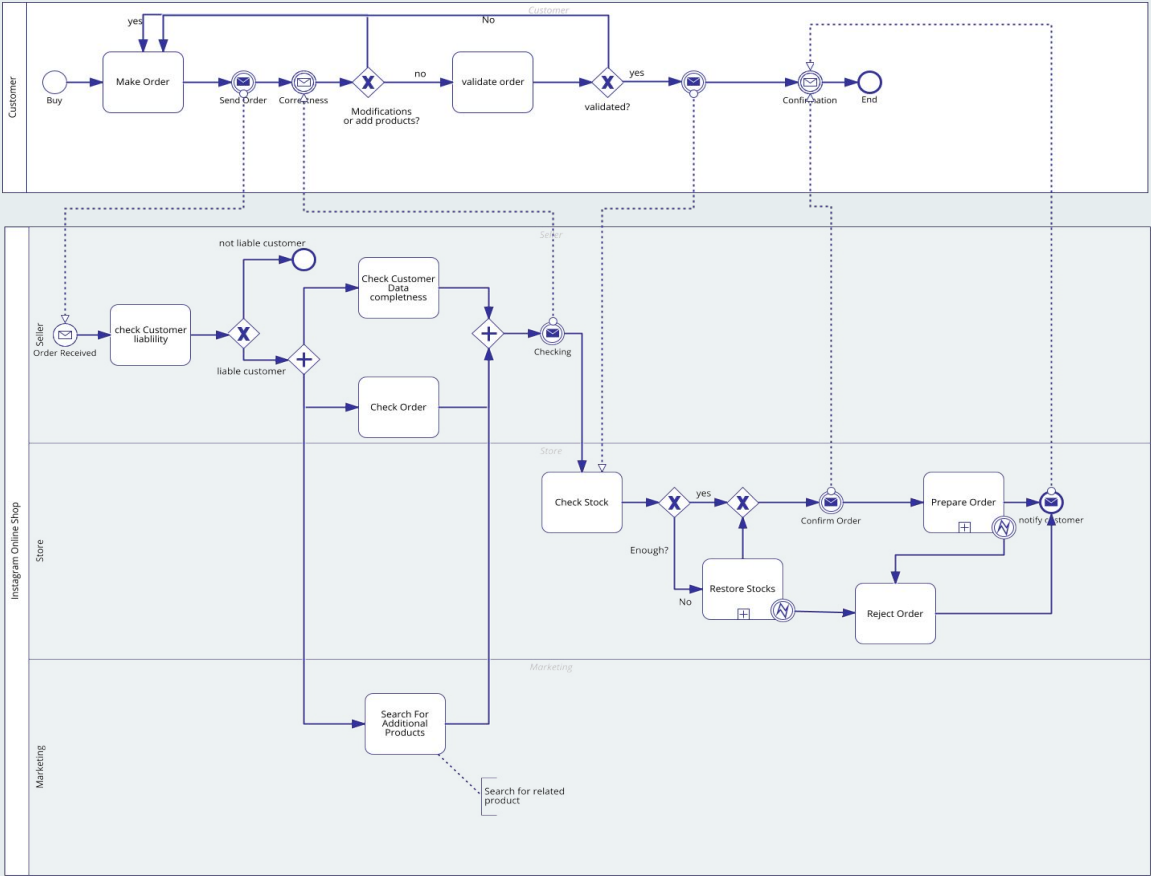 Customer
Customer
yes
No
Make Order
Buy
Send Order
Correctness
no
Modifications
or add products?
validate order
yes
validated?
Confirmation
End
Instagram Online Shop
Seller
Seller
not liable customer
Order Received
check Customer
liablility
liable customer
Check Customer
Data
completness
Check Order
Checking
Store
Store
Check Stock
yes
Enough?
No
Restore Stocks
Confirm Order
Prepare Order
notify customer
Reject Order
Marketing
Marketing
Search For
Additional
Products
Search for related
product